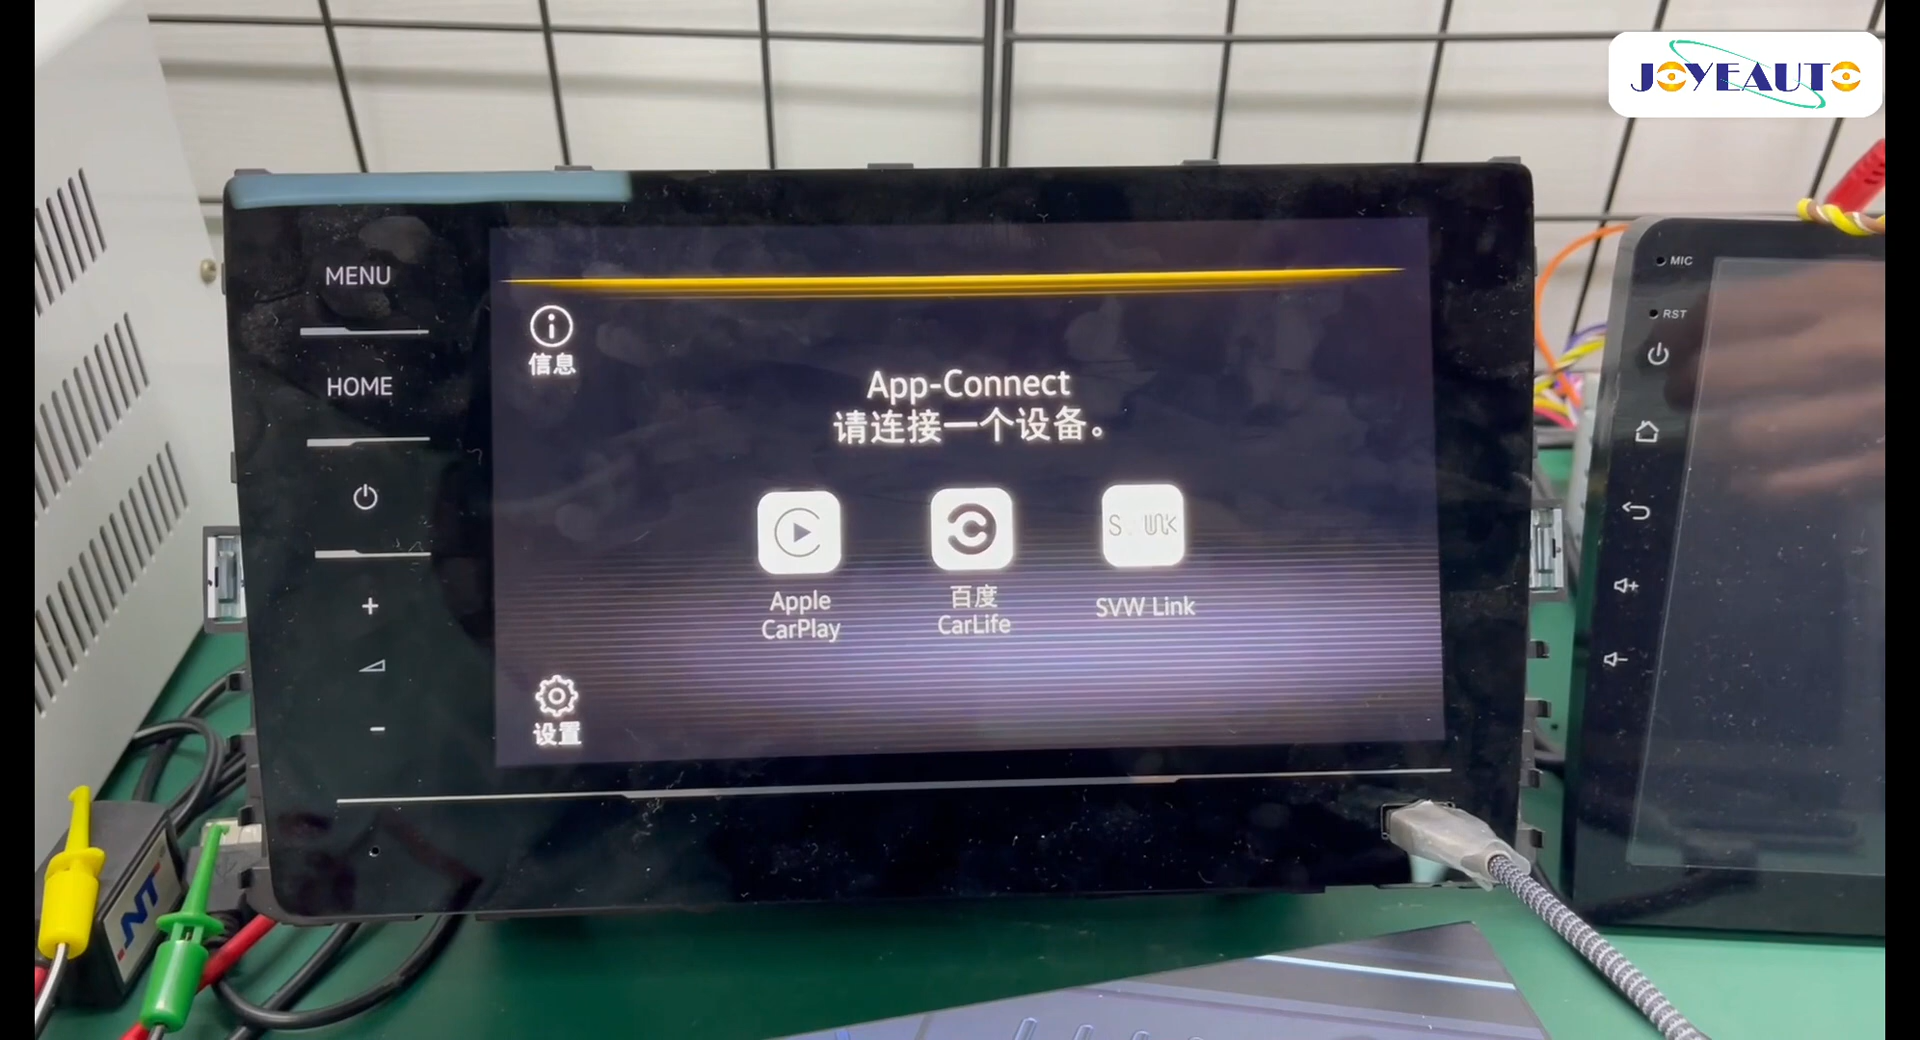 JOYEAUTO
MENU
HOME
信息
App-Connect
请连接一个设备。
Apple
CarPlay
百度
CarLife
SVW Link
设置
MIC
RST